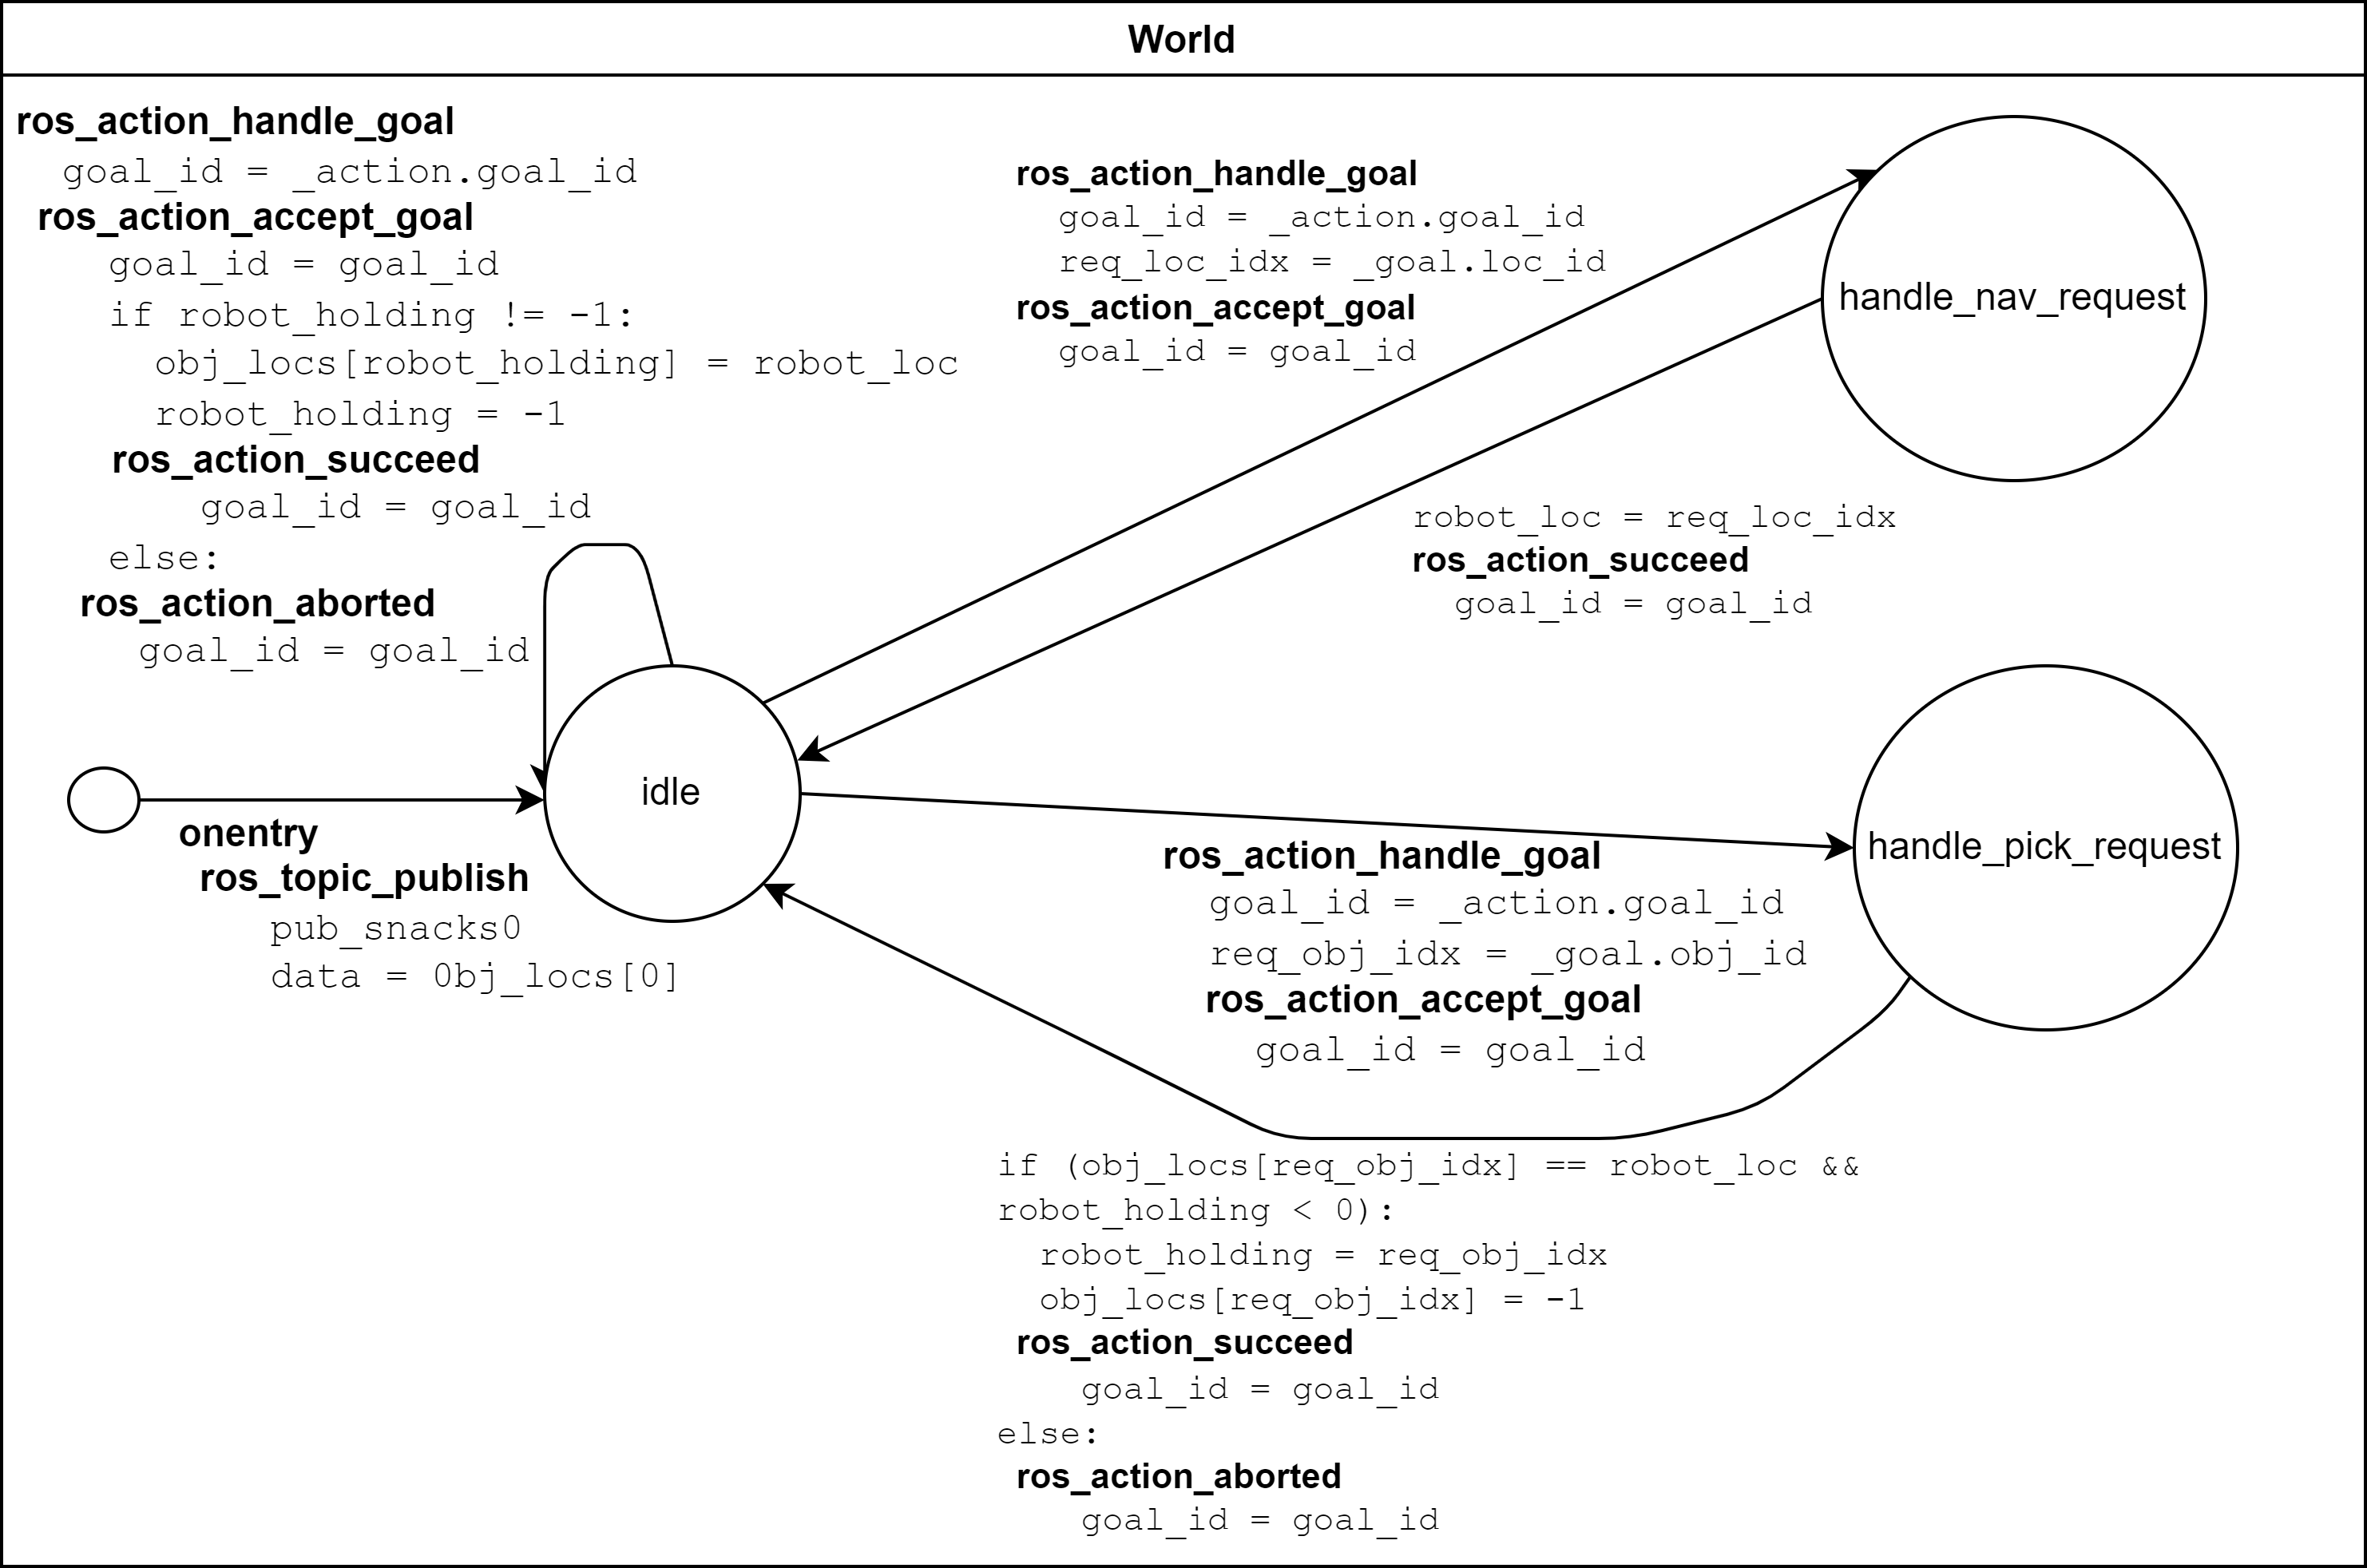 World
ros_action_handle_goal
goal_id = _action.goal_id
ros_action_accept_goal
goal_id = goal_id
if robot_holding != -1:
obj_locs[robot_holding] = robot_loc
robot_holding = -1
ros_action_succeed
goal_id = goal_id
else:
ros_action_aborted
goal_id = goal_id
ros_action_handle_goal
goal_id = _action.goal_id
req_loc_idx = _goal.loc_id
ros_action_accept_goal
goal_id = goal_id
handle_nav_request
robot_loc = req_loc_idx
ros_action_succeed
goal_id = goal_id
idle
onentry
ros_topic_publish
pub_snacks0
data = 0bj_locs[0]
handle_pick_request
ros_action_handle_goal
goal_id = _action.goal_id
req_obj_idx = _goal.obj_id
ros_action_accept_goal
goal_id = goal_id
if (obj_locs[req_obj_idx] == robot_loc &&
robot_holding < 0):
robot_holding = req_obj_idx
obj_locs[req_obj_idx] = -1
ros_action_succeed
goal_id = goal_id
else:
ros_action_aborted
goal_id = goal_id